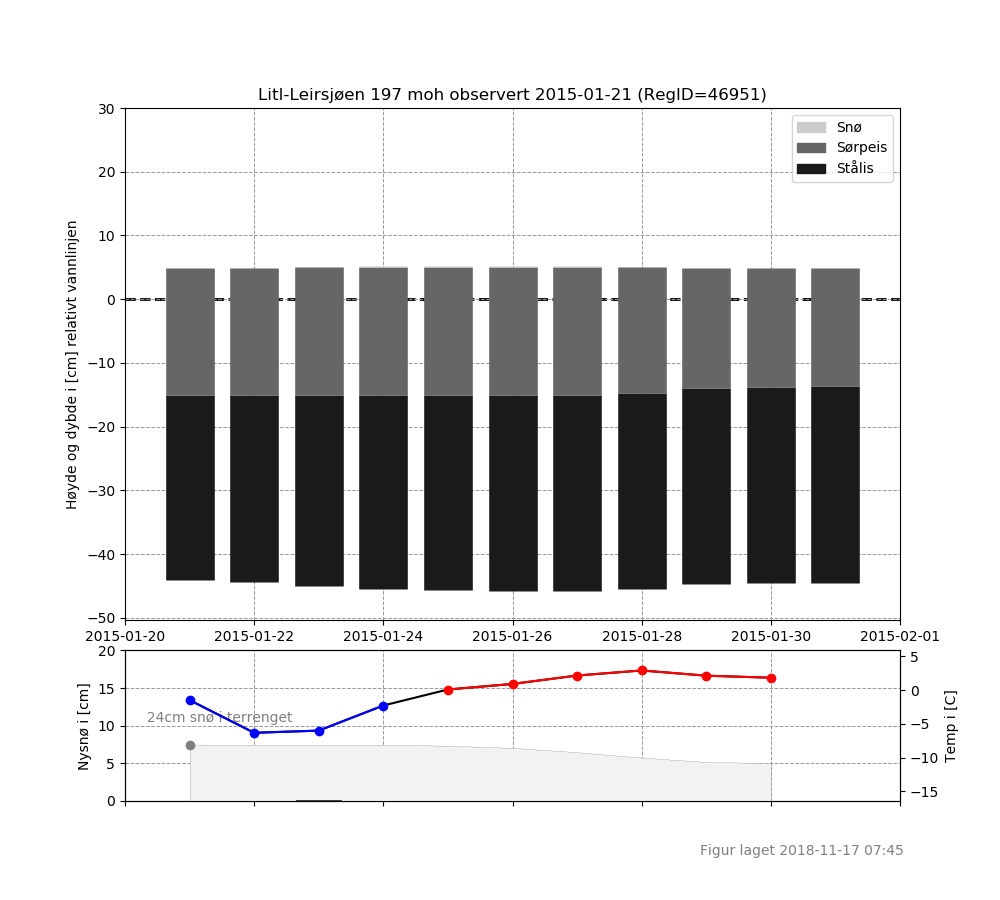 Litl-Leirsjøen 197 moh observert 2015-01-21 (RegID=46951)
Snø
Sørpeis
Stålis
Høyde og dybde i [cm] relativt vannlinjen
30
20
10
0
−10
−20
−30
−40
−50
2015-01-20 2015-01-22 2015-01-24 2015-01-26 2015-01-28 2015-01-30 2015-02-01
Nysnø i [cm]
20
15
10
5
0
24cm snø i terrenget
5
0
−5
−10
−15
Temp i [C]
Figur laget 2018-11-17 07:45